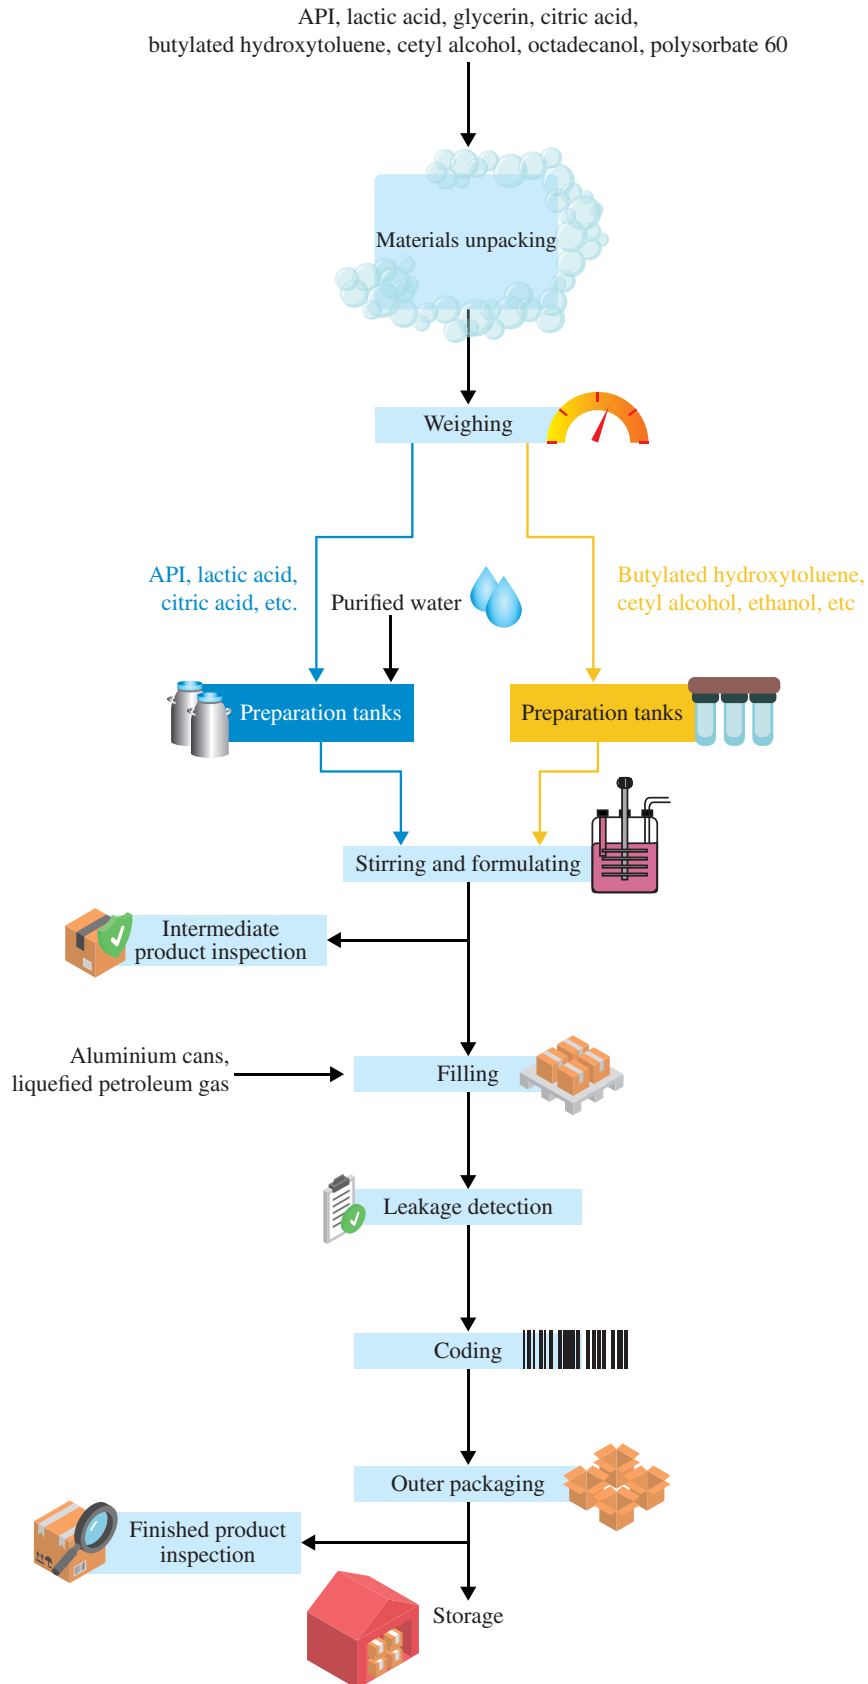 API, lactic acid, glycerin, citric acid,
butylated hydroxytoluene, cetyl alcohol, octadecanol, polysorbate 60
Materials unpacking
Weighing
API, lactic acid,
citric acid, etc.
Purified water
Butylated hydroxytoluene,
cetyl alcohol, ethanol, etc
Preparation tanks
Preparation tanks
Stirring and formulating
Intermediate
product inspection
Aluminium cans,
liquefied petroleum gas
Filling
Leakage detection
Coding
Outer packaging
Finished product
inspection
Storage